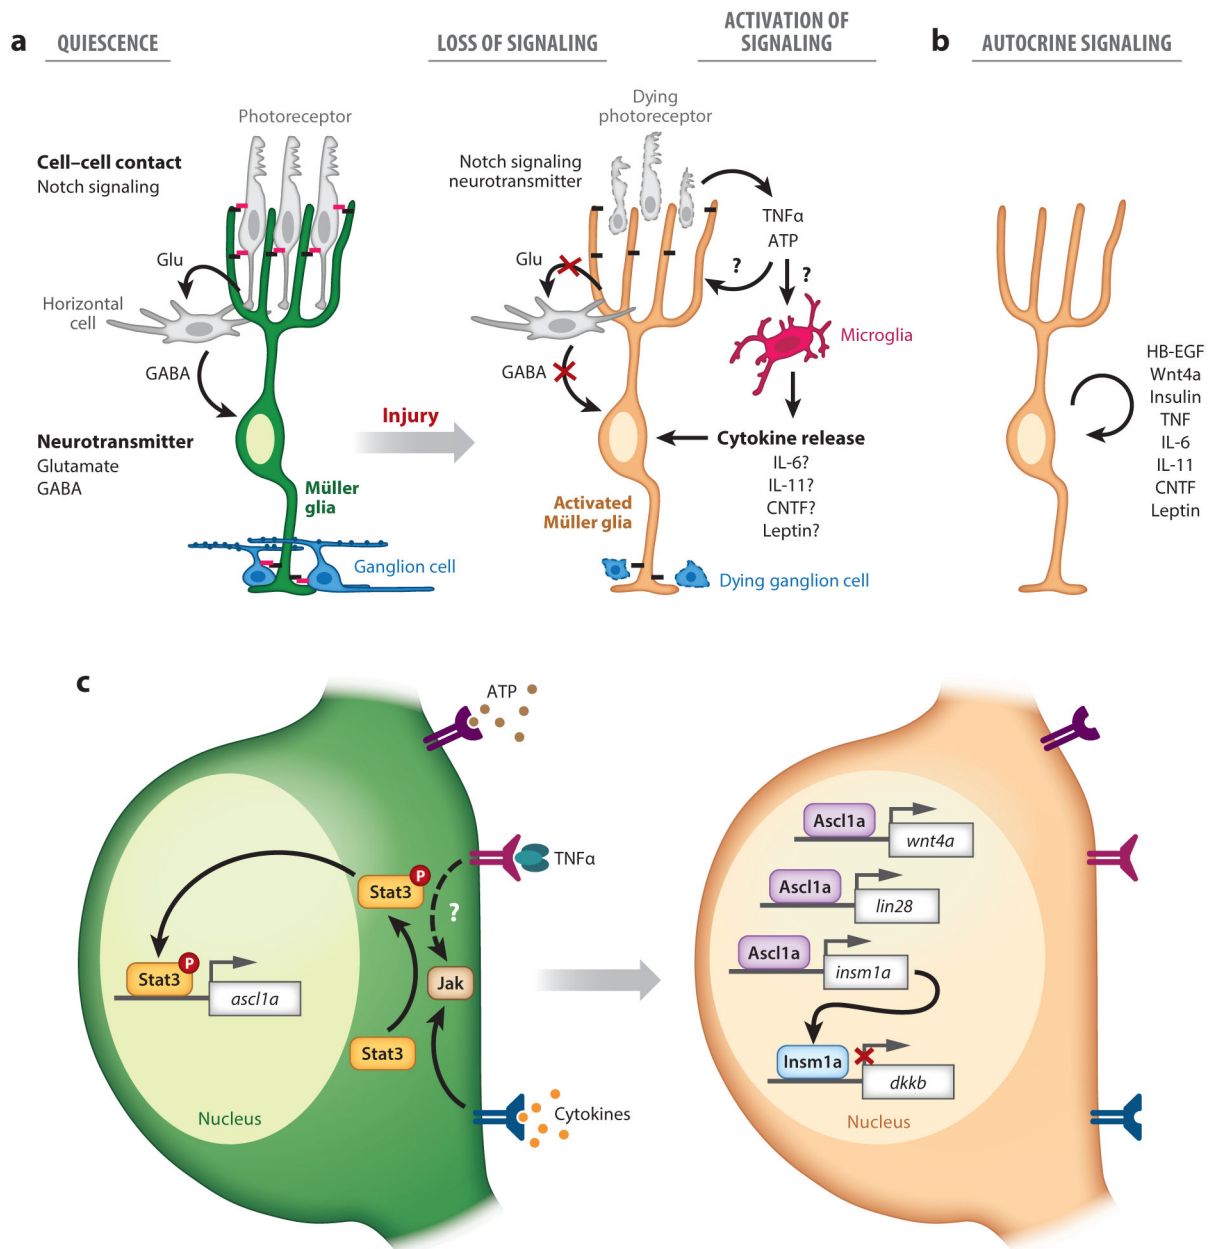 a
QUIESCENCE
LOSS OF SIGNALING
ACTIVATION OF
SIGNALING
b
AUTOCRINE SIGNALING
Photoreceptor
Cell–cell contact
Notch signaling
Glu
Horizontal
cell
GABA
Neurotransmitter
Glutamate
GABA
Müller
glia
Ganglion cell
Injury
Dying
photoreceptor
Notch signaling
neurotransmitter
Glu
GABA
TNFα
ATP
?
?
Microglia
Cytokine release
IL-6?
IL-11?
CNTF?
Leptin?
Activated
Müller glia
Dying ganglion cell
HB-EGF
Wnt4a
Insulin
TNF
IL-6
IL-11
CNTF
Leptin
c
ATP
TNFα
P
Stat3
?
P
Stat3
ascl1a
Jak
Stat3
Cytokines
Nucleus
Ascl1a
wnt4a
Ascl1a
lin28
Ascl1a
insm1a
Insm1a
dkkb
Nucleus